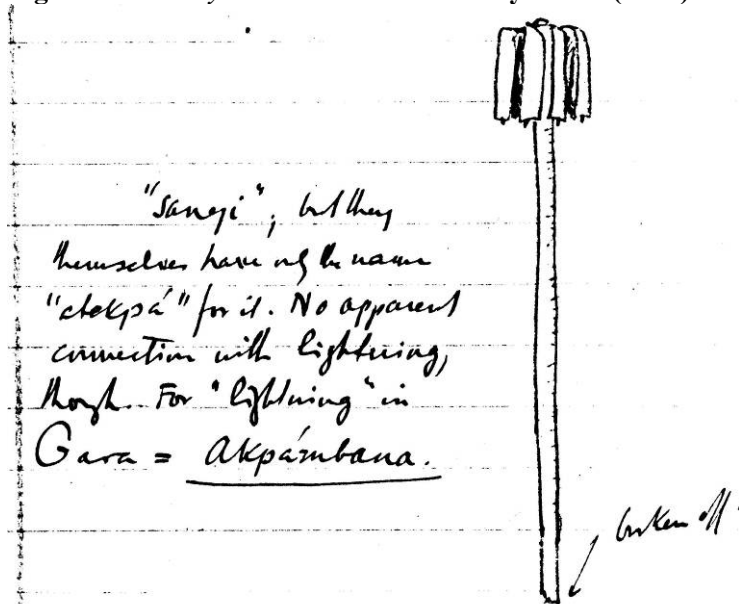 "Sangi", but they
themselves have only the name
"atekpá" for it. No apparent
connection with lightning,
though. For "lightning" in
Gara = Akpámbana.
broken off